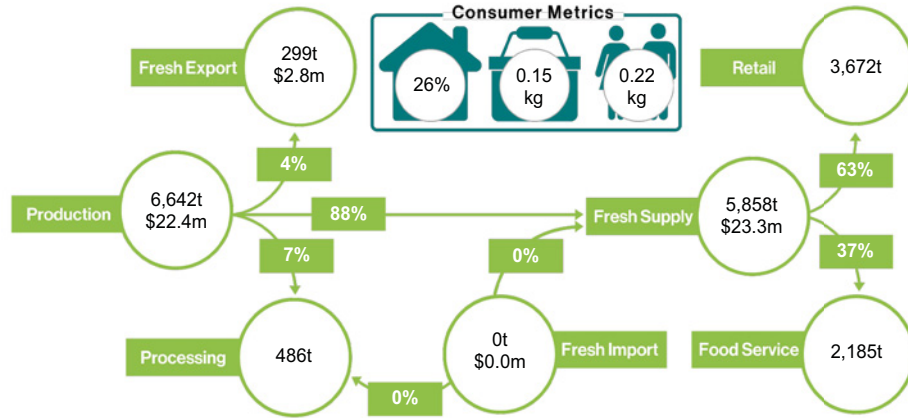 Consumer Metrics
Fresh Export
299t
$2.8m
26%
0.15
kg
0.22
kg
Retail
3,672t
4%
63%
Production
6,642t
$22.4m
88%
Fresh Supply
5,858t
$23.3m
7%
0%
37%
Processing
486t
0t
$0.0m
Fresh Import
Food Service
2,185t
0%